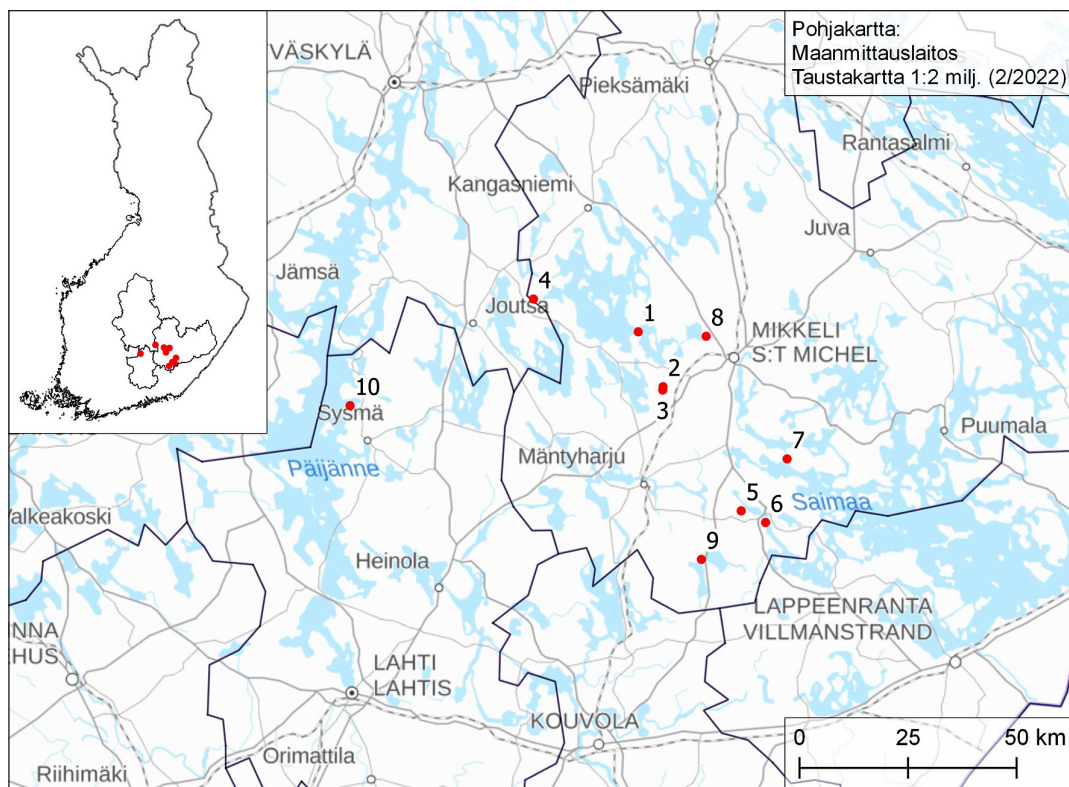 Pohjakartta:
Maanmittauslaitos
Taustakartta 1:2 milj. (2/2022)
VÄSKYLÄ
Pieksämäki
Rantasalmi
Kangasniemi
Juva
Jämsä
4
Joutsa
1
8
MIKKELI
S:T MICHEL
2
3
10
Sysmä
Puumala
Mäntyharju
7
Päijänne
5
Saimaa
6
Valkeakoski
9
Heinola
LAPPEENRANTA
VILLMANSTRAND
ENNA
EHUS
LAHTI
LAHTIS
KOUVOLA
Orimattila
Riihimäki
0 25 50 km